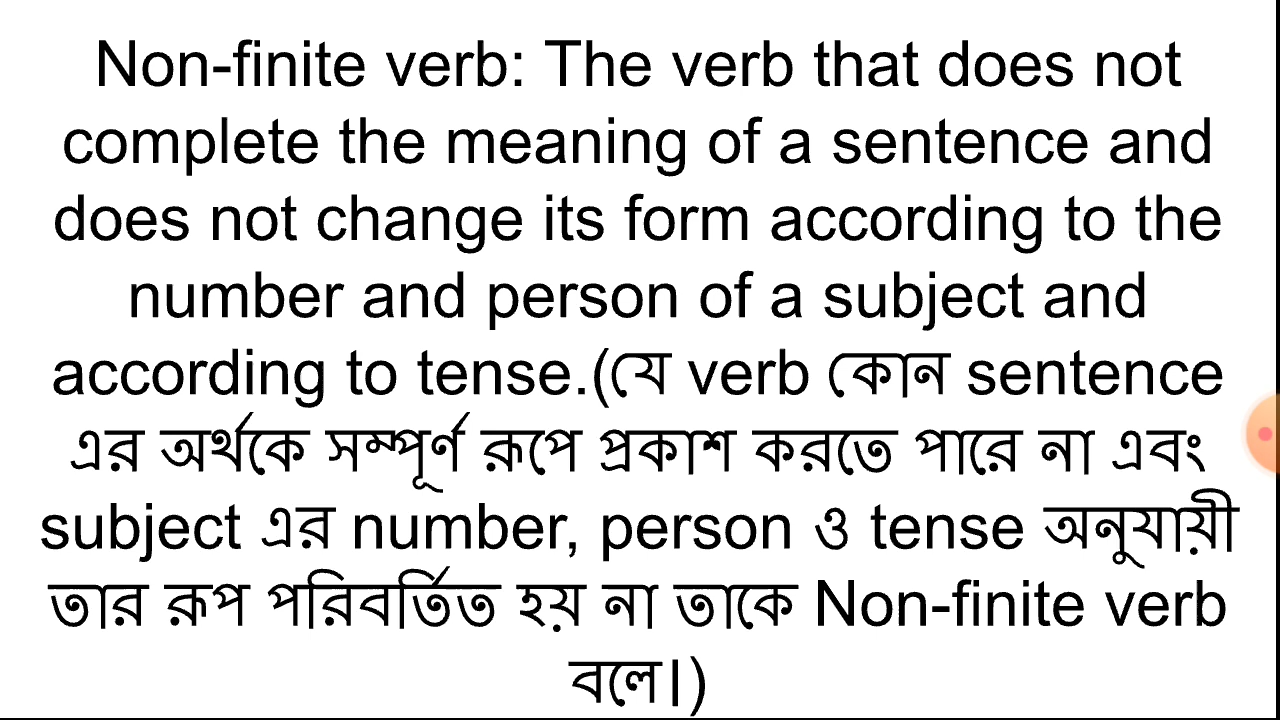 Non-finite verb: The verb that does not
complete the meaning of a sentence and
does not change its form according to the
number and person of a subject and
according to tense.(যে verb কোন sentence
এর অর্থকে সম্পূর্ণ রূপে প্রকাশ করতে পারে না এবং
subject এর number, person ও tense অনুযায়ী
তার রূপ পরিবর্তিত হয় না তাকে Non-finite verb
বলে।)